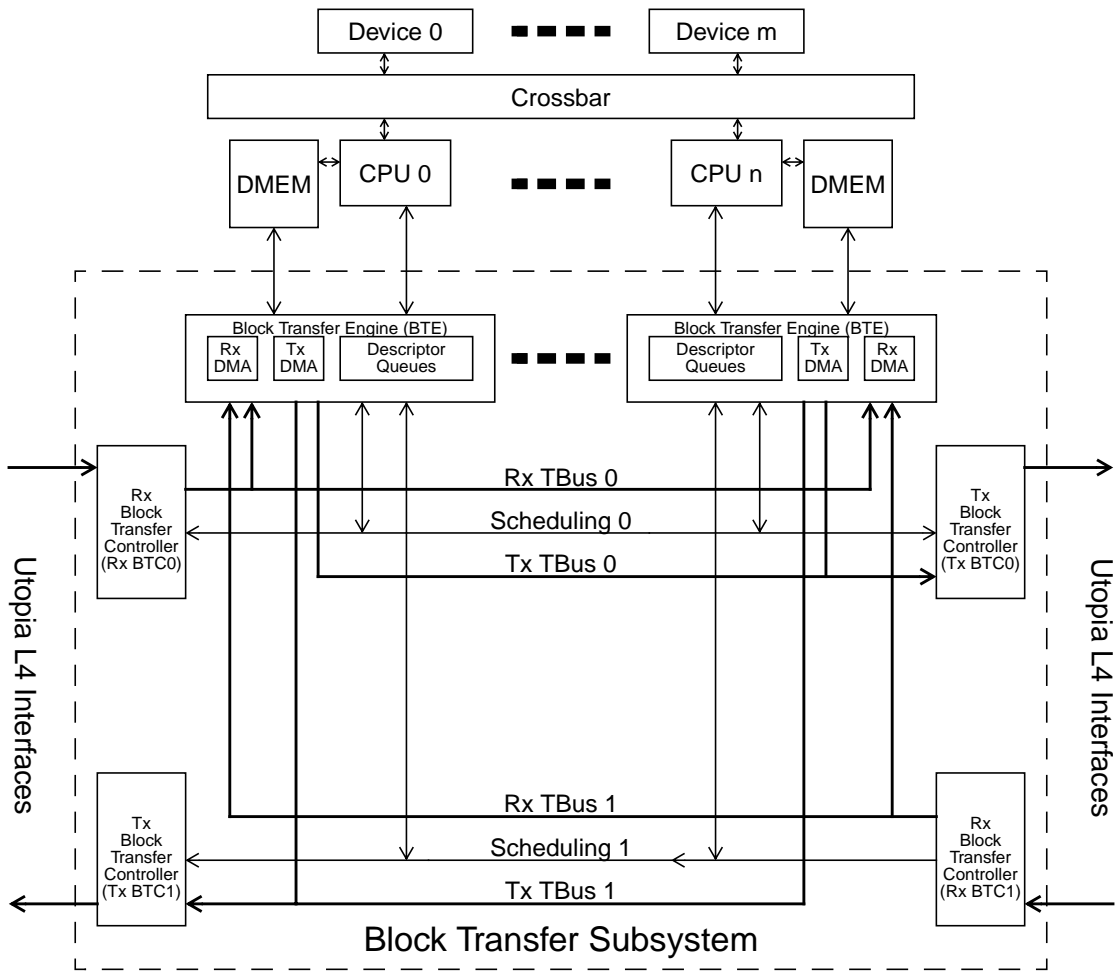 Device 0
Device m
Crossbar
DMEM
CPU 0
CPU n
DMEM
Block Transfer Engine (BTE)
Rx
DMA
Tx
DMA
Descriptor
Queues
Block Transfer Engine (BTE)
Descriptor
Queues
Tx
DMA
Rx
DMA
Rx
Block
Transfer
Controller
(Rx BTC0)
Rx TBus 0
Scheduling 0
Tx TBus 0
Tx
Block
Transfer
Controller
(Tx BTC0)
Utopia L4 Interfaces
Utopia L4 Interfaces
Tx
Block
Transfer
Controller
(Tx BTC1)
Rx TBus 1
Scheduling 1
Tx TBus 1
Rx
Block
Transfer
Controller
(Rx BTC1)
Block Transfer Subsystem